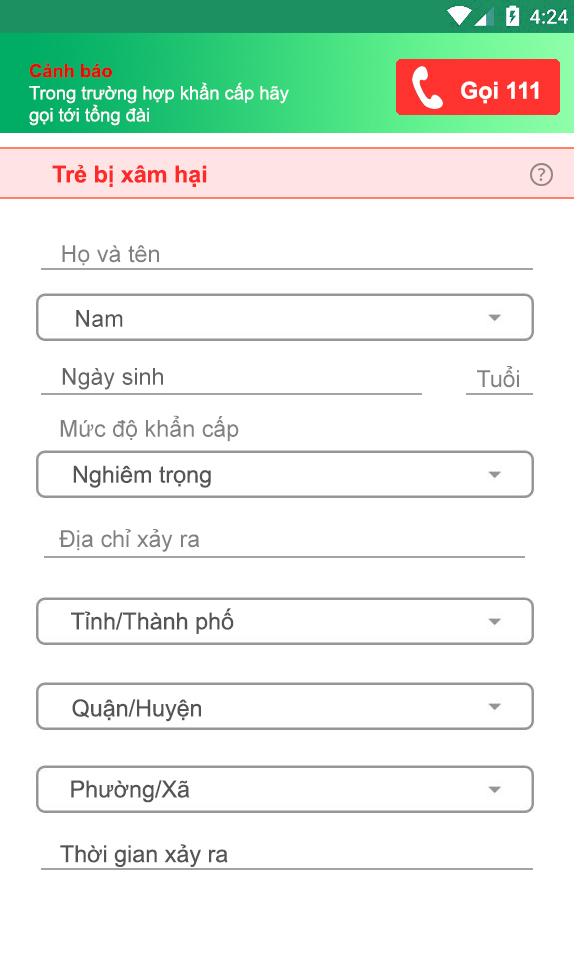 4:24
Cảnh báo
Trong trường hợp khẩn cấp hãy
gọi tới tổng đài
Gọi 111
Trẻ bị xâm hại
?
Họ và tên
Nam
Ngày sinh
Tuổi
Mức độ khẩn cấp
Nghiêm trọng
Địa chỉ xảy ra
Tỉnh/Thành phố
Quận/Huyện
Phường/Xã
Thời gian xảy ra